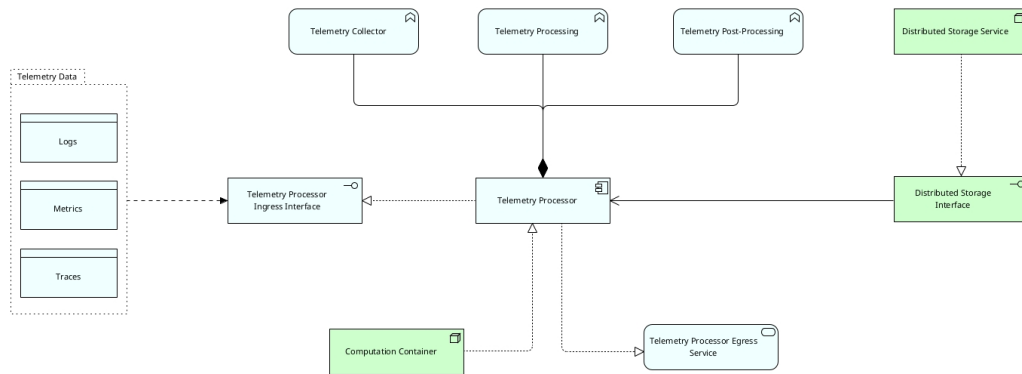 Telemetry Collector
Telemetry Processing
Telemetry Post-Processing
Distributed Storage Service
Telemetry Data
Logs
Metrics
Traces
Telemetry Processor
Ingress Interface
Telemetry Processor
Distributed Storage
Interface
Computation Container
Telemetry Processor Egress
Service